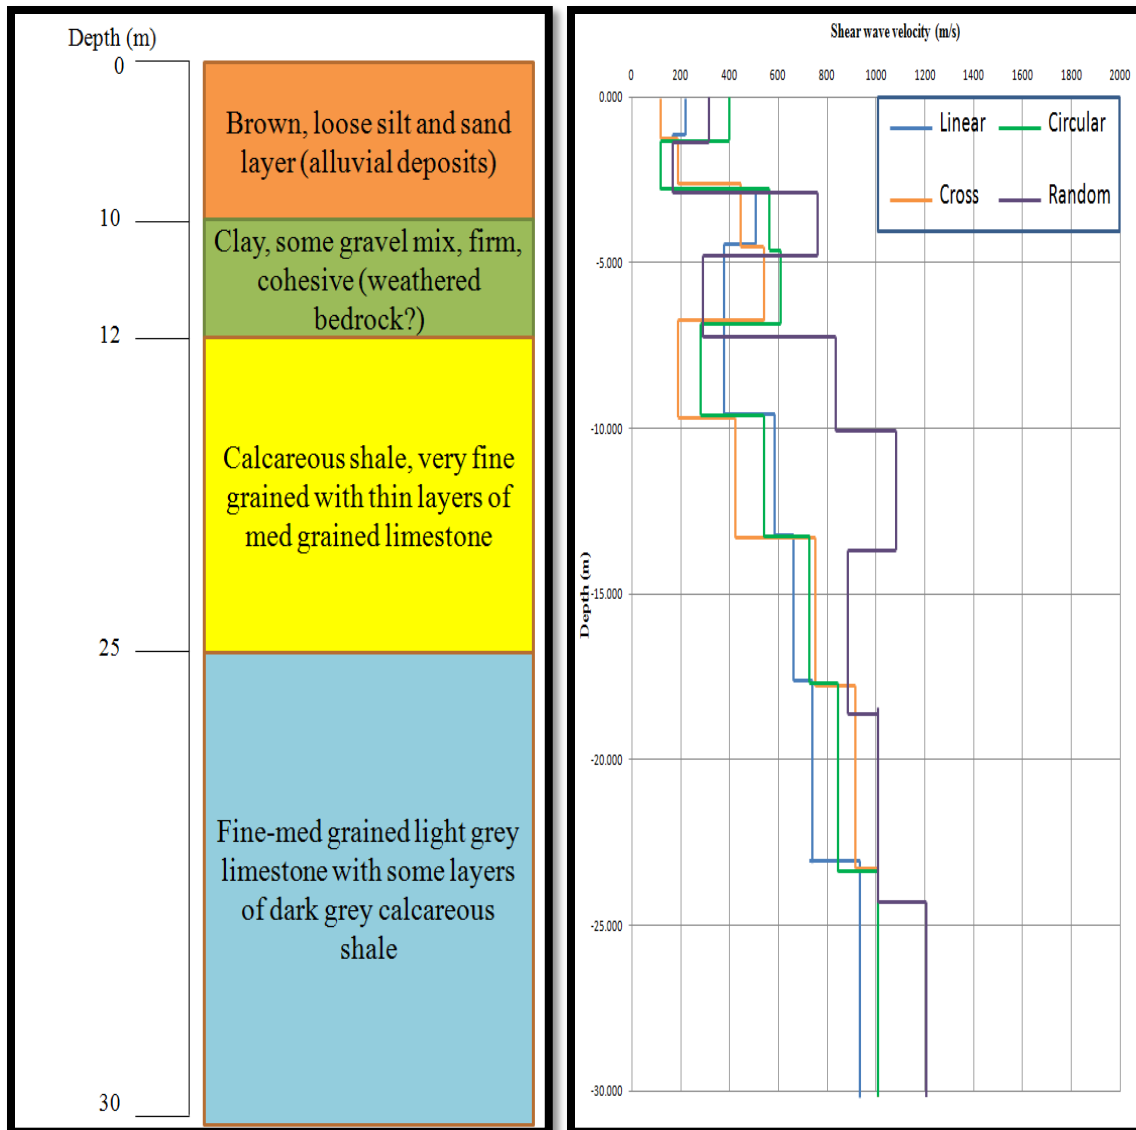 Depth (m)
0
Brown, loose silt and sand
layer (alluvial deposits)
10
Clay, some gravel mix, firm,
cohesive (weathered
bedrock?)
12
Calcareous shale, very fine
grained with thin layers of
med grained limestone
25
Fine-med grained light grey
limestone with some layers
of dark grey calcareous
shale
30
Shear wave velocity (m/s)
0 200 400 600 800 1000 1200 1400 1600 1800 2000
0.000
-5.000
-10.000
-15.000
-20.000
-25.000
-30.000
Depth (m)
Linear Circular
Cross Random